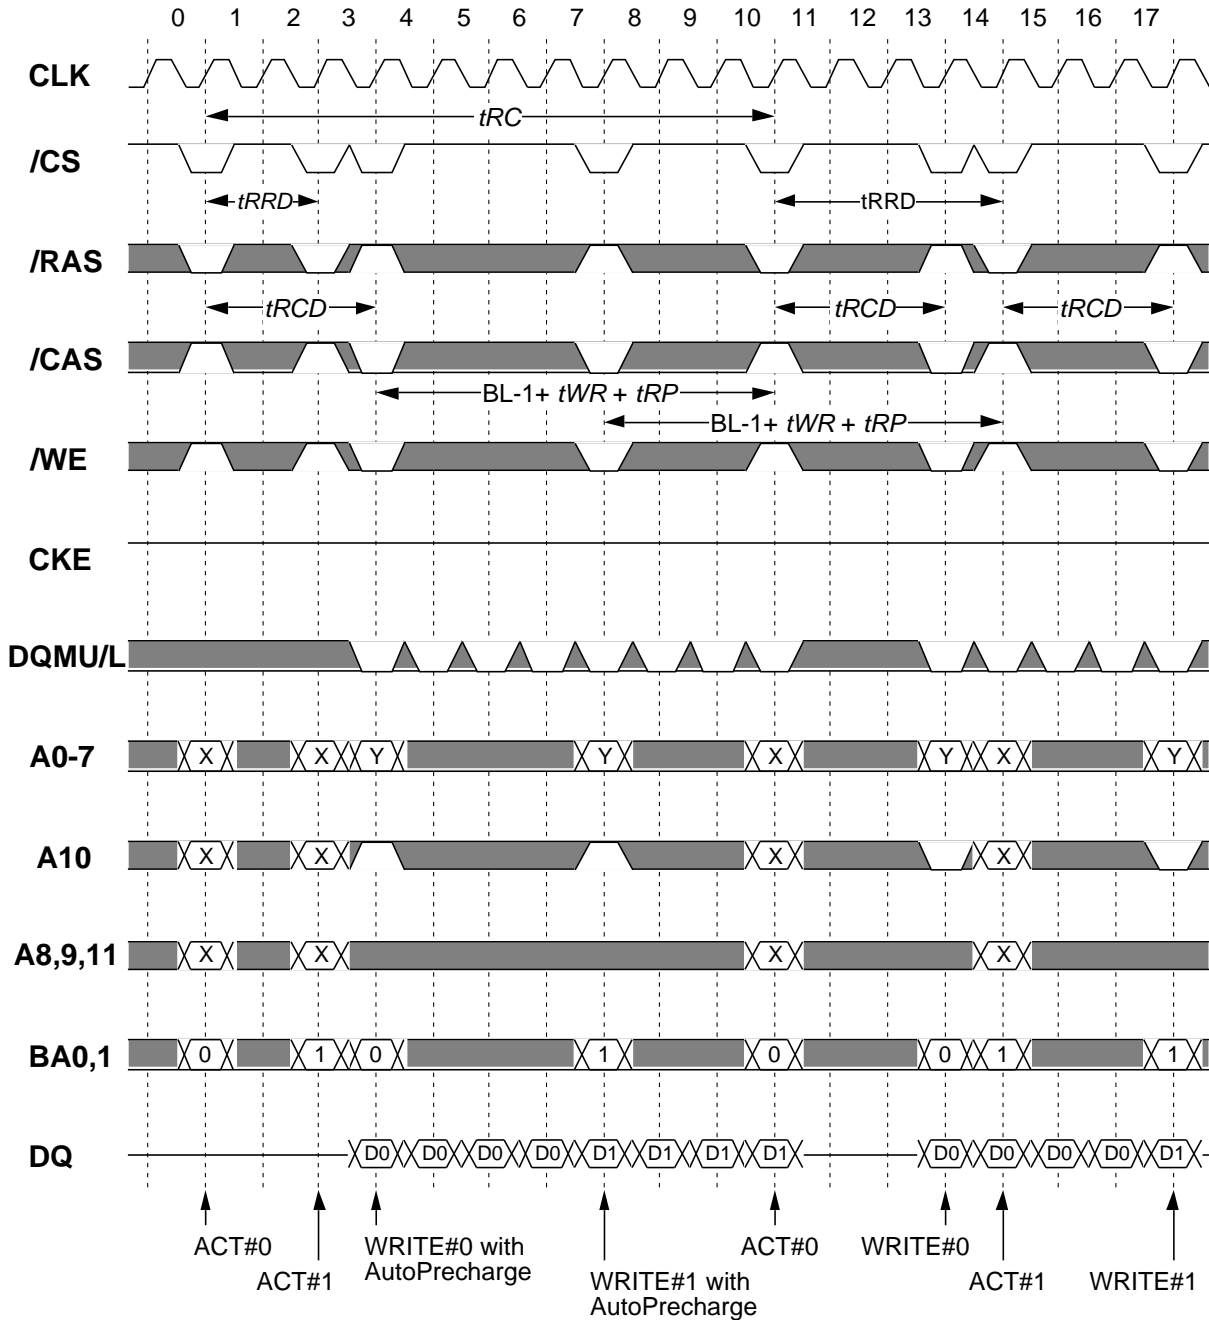 0 1 2 3 4 5 6 7 8 9 10 11 12 13 14 15 16 17
CLK
tRC
/CS
tRRD tRRD
/RAS
tRCD tRCD tRCD
/CAS
BL-1+ tWR + tRP
BL-1+ tWR + tRP
/WE
CKE
DQMU/L
A0-7 X X Y Y X Y X Y
A10 X X X X
A8,9,11 X X X X
BA0,1 0 1 0 1 0 0 1 1
DQ D0 D0 D0 D0 D1 D1 D1 D1 D0 D0 D0 D0 D1
ACT#0 WRITE#0 with ACT#0 WRITE#0
AutoPrecharge
ACT#1 WRITE#1 with ACT#1 WRITE#1
AutoPrecharge